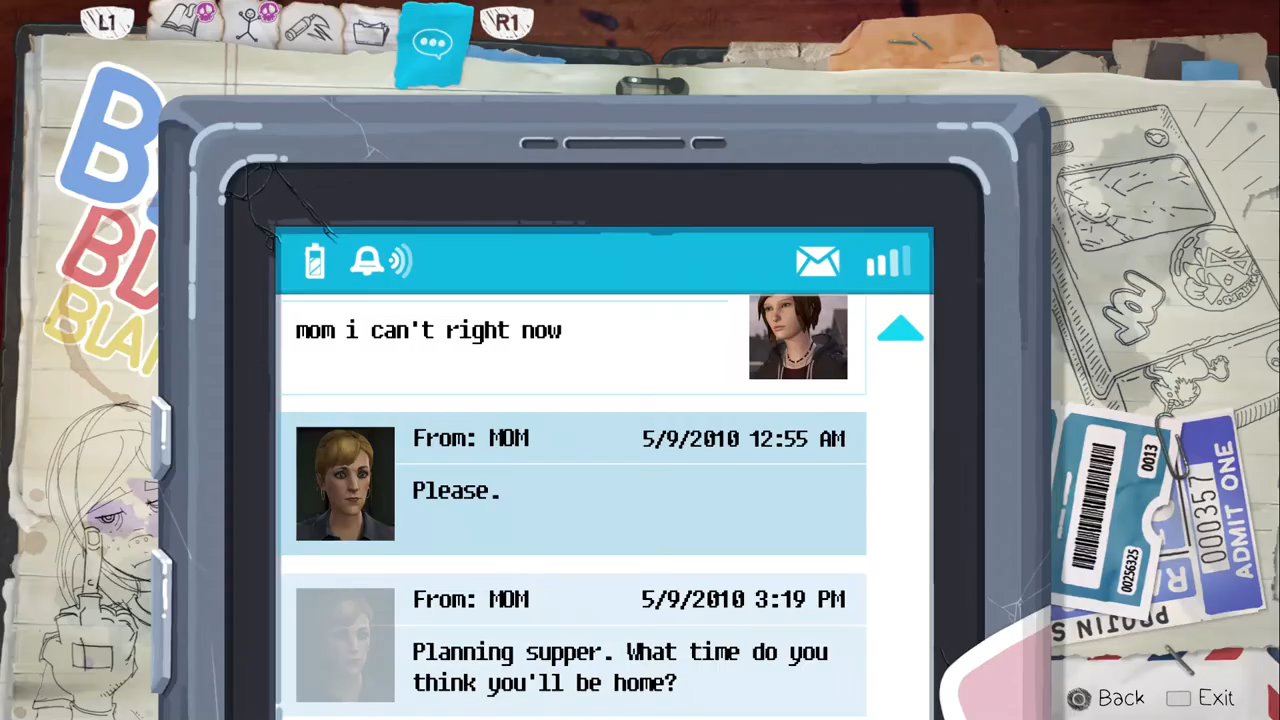 L1
R1
mom i can't right now
From: MOM
5/9/2010 12:55 AM
Please.
From: MOM
5/9/2010 3:19 PM
Planning supper. What time do you
think you'll be home?
0013
00256325
000357
ADMIT ONE
Back
Exit